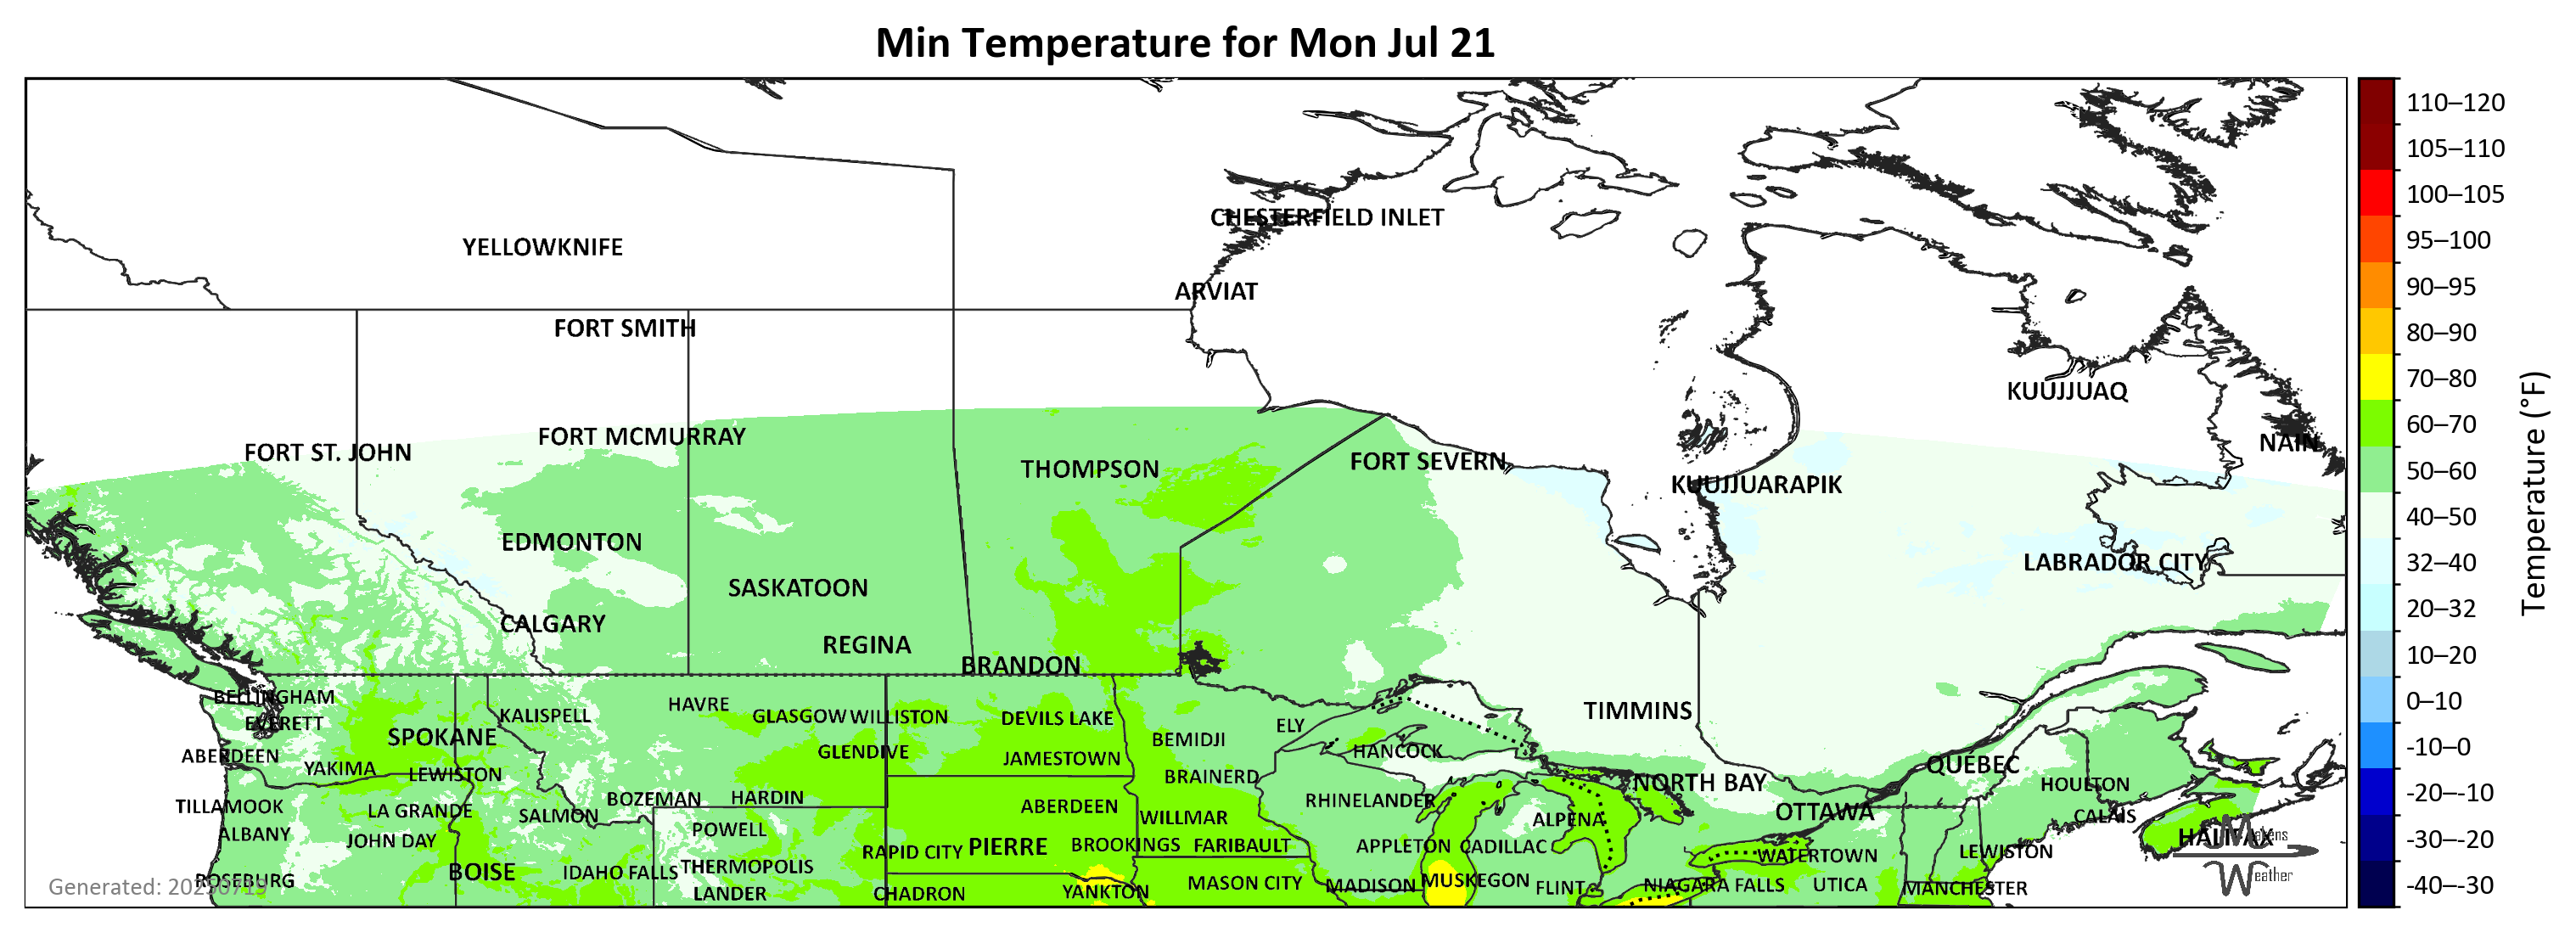 Min Temperature for Mon Jul 21
CHESTERFIELD INLET
YELLOWKNIFE
ARVIAT
FORT SMITH
KUUJJUAQ
FORT MCMURRAY
NAIN
FORT ST. JOHN
FORT SEVERN
THOMPSON
KUUJJUARAPIK
EDMONTON
LABRADOR CITY
SASKATOON
CALGARY
REGINA
BRANDON
BELLINGHAM
HAVRE
TIMMINS
KALISPELL
GLASGOW WILLISTON
DEVILS LAKE
EVERETT
ELY
SPOKANE
BEMIDJI
GLENDIVE
HANCOCK
ABERDEEN
JAMESTOWN
QUÉBEC
YAKIMA
LEWISTON
BRAINERD
NORTH BAY
HOULTON
BOZEMAN
HARDIN
RHINELANDER
TILLAMOOK
LA GRANDE
SALMON
ABERDEEN
WILLMAR
ALPENA
OTTAWA
CALAIS
ALBANY
JOHN DAY
POWELL
RAPID CITY
PIERRE
BROOKINGS
FARIBAULT
APPLETON
CADILLAC
WATERTOWN
LEWISTON
HALIFAX
BOISE
IDAHO FALLS
THERMOPOLIS
ROSEBURG
LANDER
CHADRON
YANKTON
MASON CITY
MADISON
MUSKEGON
FLINT
NIAGARA FALLS
UTICA
MANCHESTER
Generated: 20250719
Makens
Weather
110–120
105–110
100–105
95–100
90–95
80–90
70–80
60–70
50–60
40–50
32–40
20–32
10–20
0–10
-10–0
-20–-10
-30–-20
-40–-30
Temperature (°F)